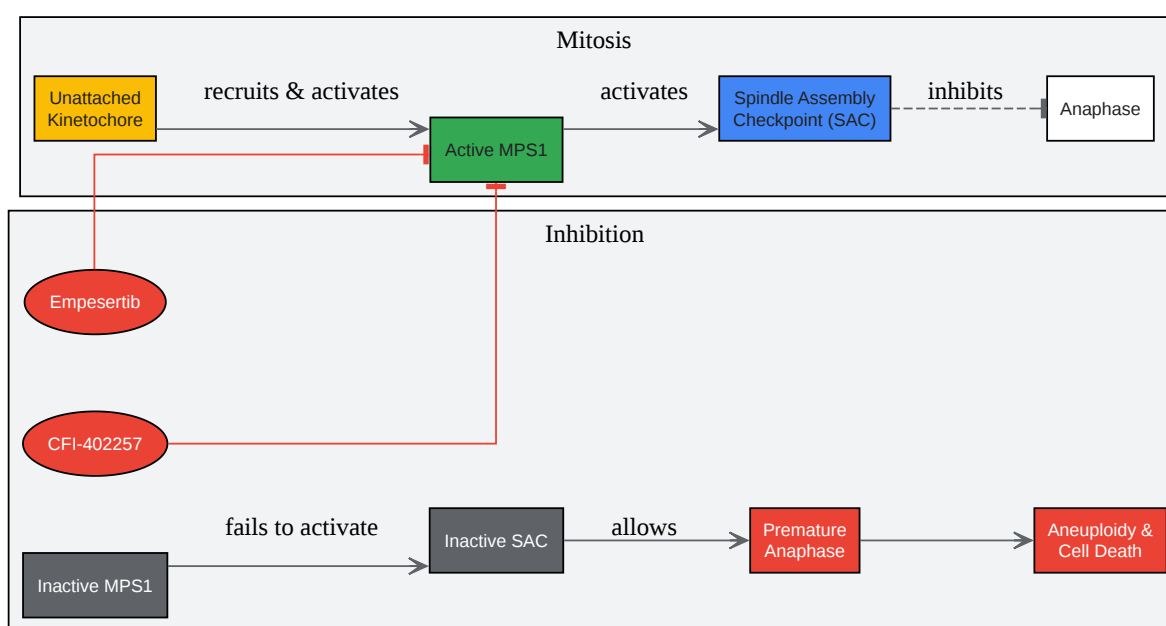 Mitosis
Unattached
Kinetochore
recruits & activates
Active MPS1
activates
Spindle Assembly
Checkpoint (SAC)
inhibits
Anaphase
Inhibition
Empesertib
CFI-402257
Inactive MPS1
fails to activate
Inactive SAC
allows
Premature
Anaphase
Aneuploidy &
Cell Death